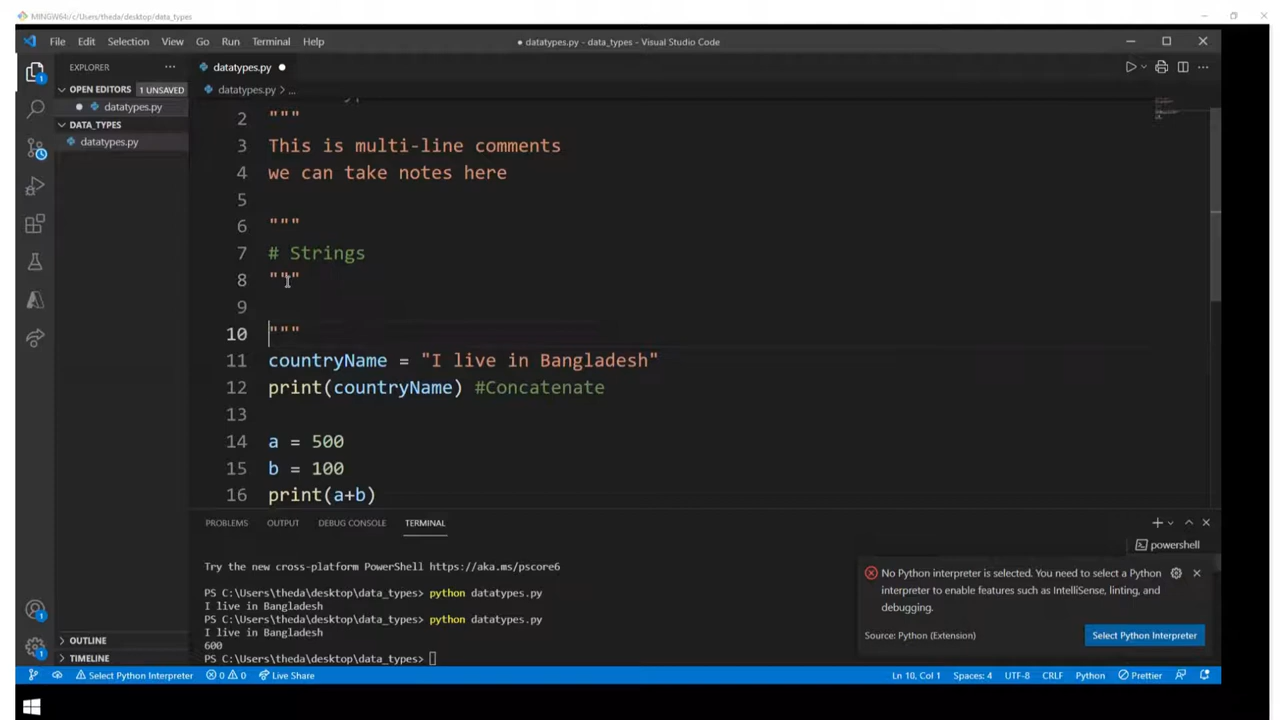 MINGW64:/c/Users/theda/desktop/data_types
File Edit Selection View Go Run Terminal Help
● datatypes.py - data_types - Visual Studio Code
EXPLORER ···
OPEN EDITORS 1 UNSAVED
● datatypes.py
DATA_TYPES
datatypes.py
OUTLINE
TIMELINE
datatypes.py ●
datatypes.py > ...
2 """
3 This is multi-line comments
4 we can take notes here
5
6 """
7 # Strings
8 """
9
10 """
11 countryName = "I live in Bangladesh"
12 print(countryName) #Concatenate
13
14 a = 500
15 b = 100
16 print(a+b)
PROBLEMS OUTPUT DEBUG CONSOLE TERMINAL
powershell
Try the new cross-platform PowerShell https://aka.ms/pscore6
PS C:\Users\theda\desktop\data_types> python datatypes.py
I live in Bangladesh
PS C:\Users\theda\desktop\data_types> python datatypes.py
I live in Bangladesh
600
PS C:\Users\theda\desktop\data_types>
No Python interpreter is selected. You need to select a Python
interpreter to enable features such as IntelliSense, linting, and
debugging.
Source: Python (Extension) Select Python Interpreter
Select Python Interpreter 0 0 Live Share Ln 10, Col 1 Spaces: 4 UTF-8 CRLF Python Prettier